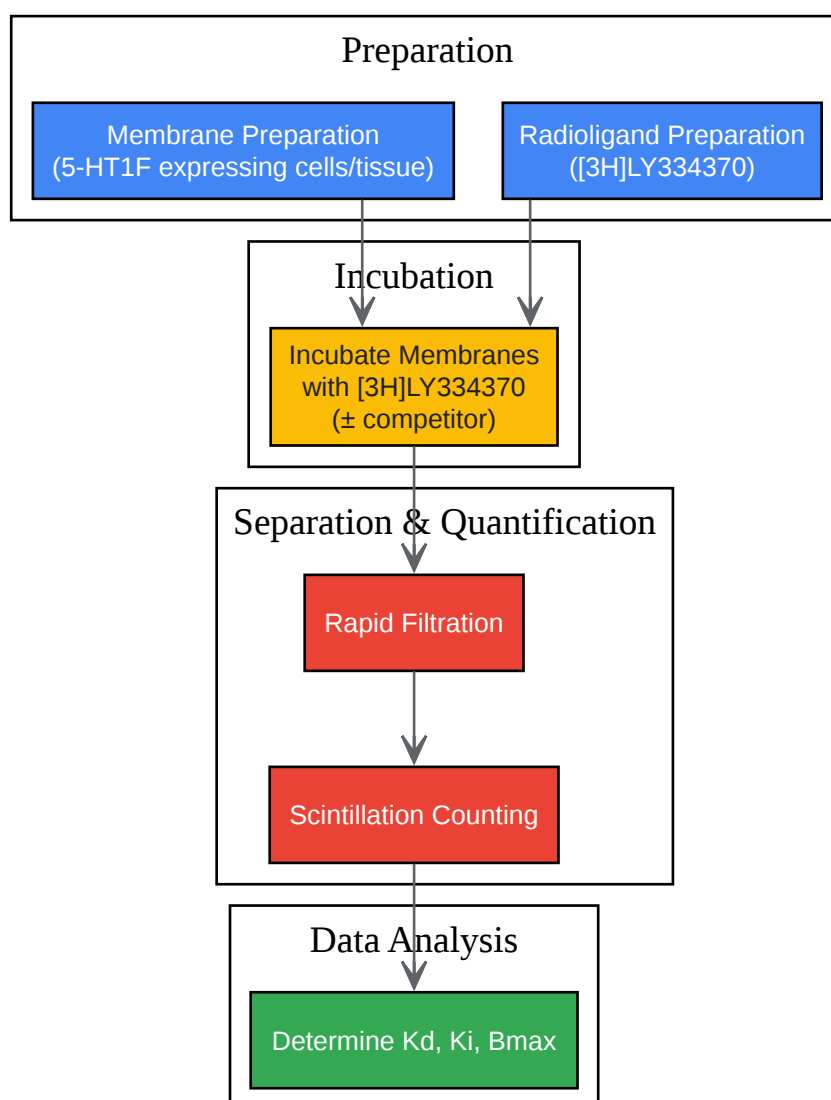 Preparation
Membrane Preparation
(5-HT1F expressing cells/tissue)
Radioligand Preparation
([3H]LY334370)
Incubation
Incubate Membranes
with [3H]LY334370
(± competitor)
Separation & Quantification
Rapid Filtration
Scintillation Counting
Data Analysis
Determine Kd, Ki, Bmax